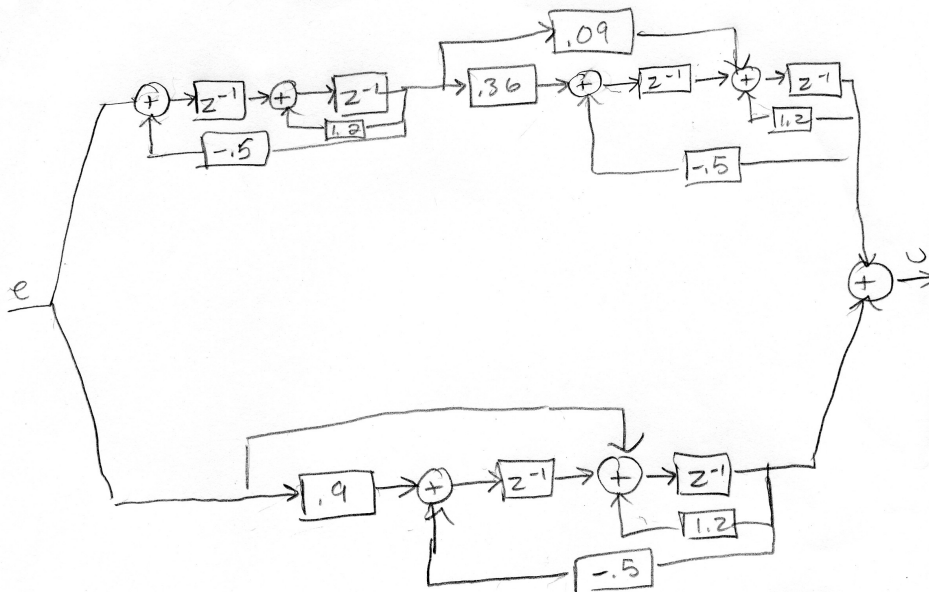 .09
+ z⁻¹ + z⁻¹ .36 + z⁻¹ + z⁻¹
1.2 1.2
-.5 -.5
e + U
.9 + z⁻¹ + z⁻¹
1.2
-.5